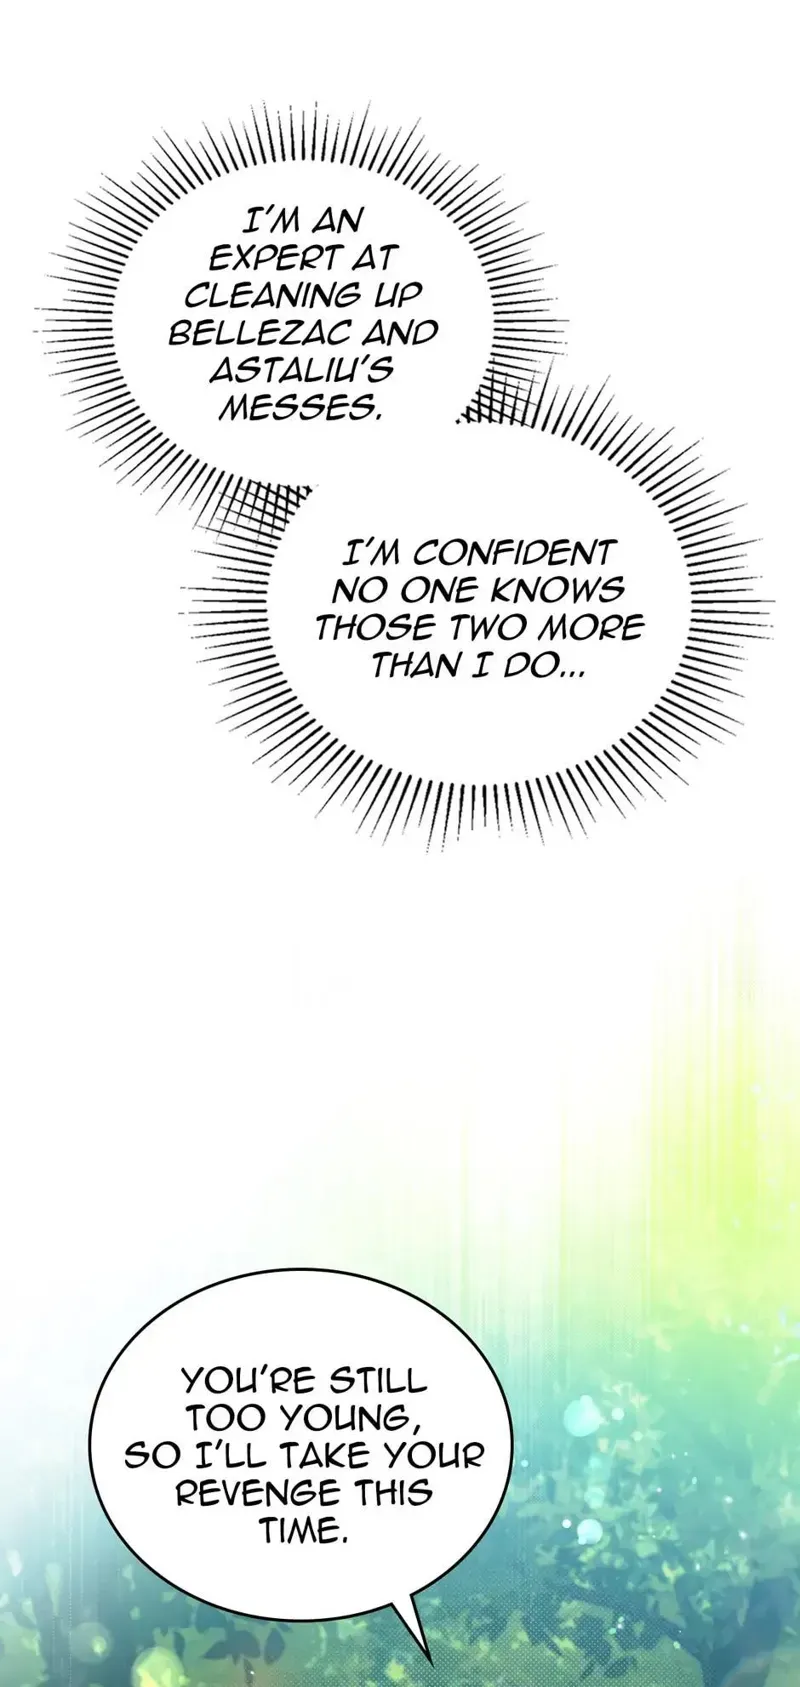 I'M AN
EXPERT AT
CLEANING UP
BELLEZAC AND
ASTALIU'S
MESSES.
I'M CONFIDENT
NO ONE KNOWS
THOSE TWO MORE
THAN I DO...
YOU'RE STILL
TOO YOUNG,
SO I'LL TAKE YOUR
REVENGE THIS
TIME.